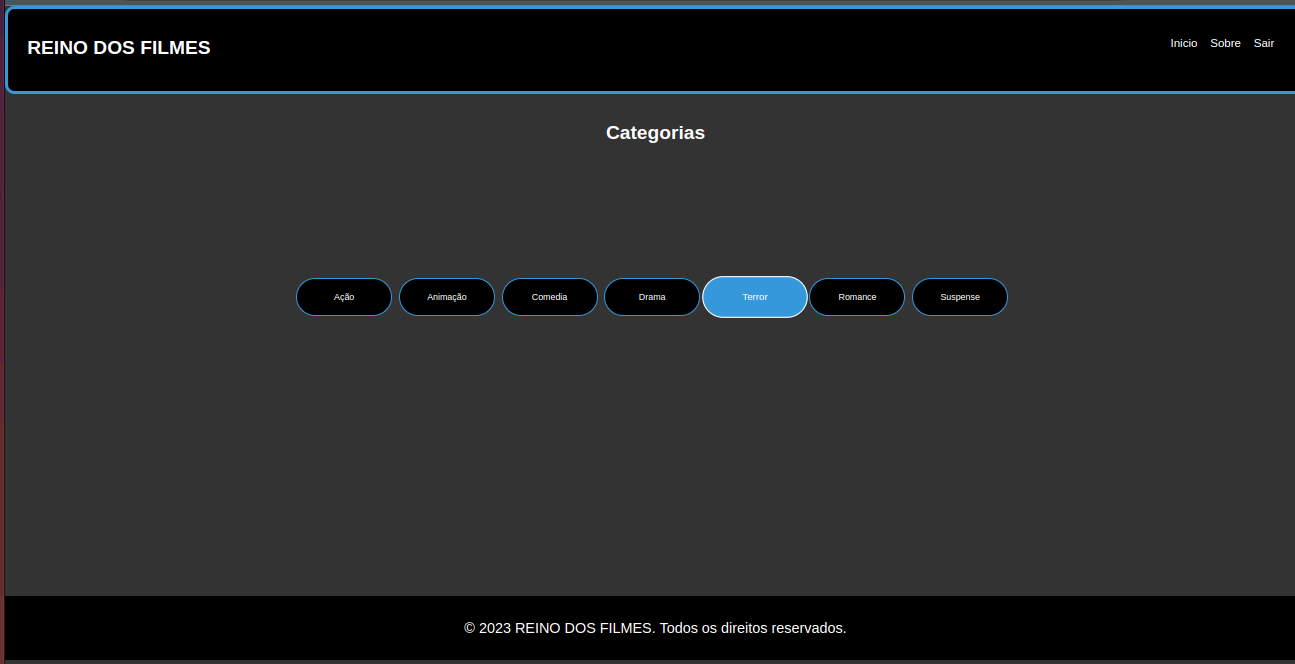 REINO DOS FILMES
Inicio Sobre Sair
Categorias
Ação Animação Comedia Drama Terror Romance Suspense
© 2023 REINO DOS FILMES. Todos os direitos reservados.